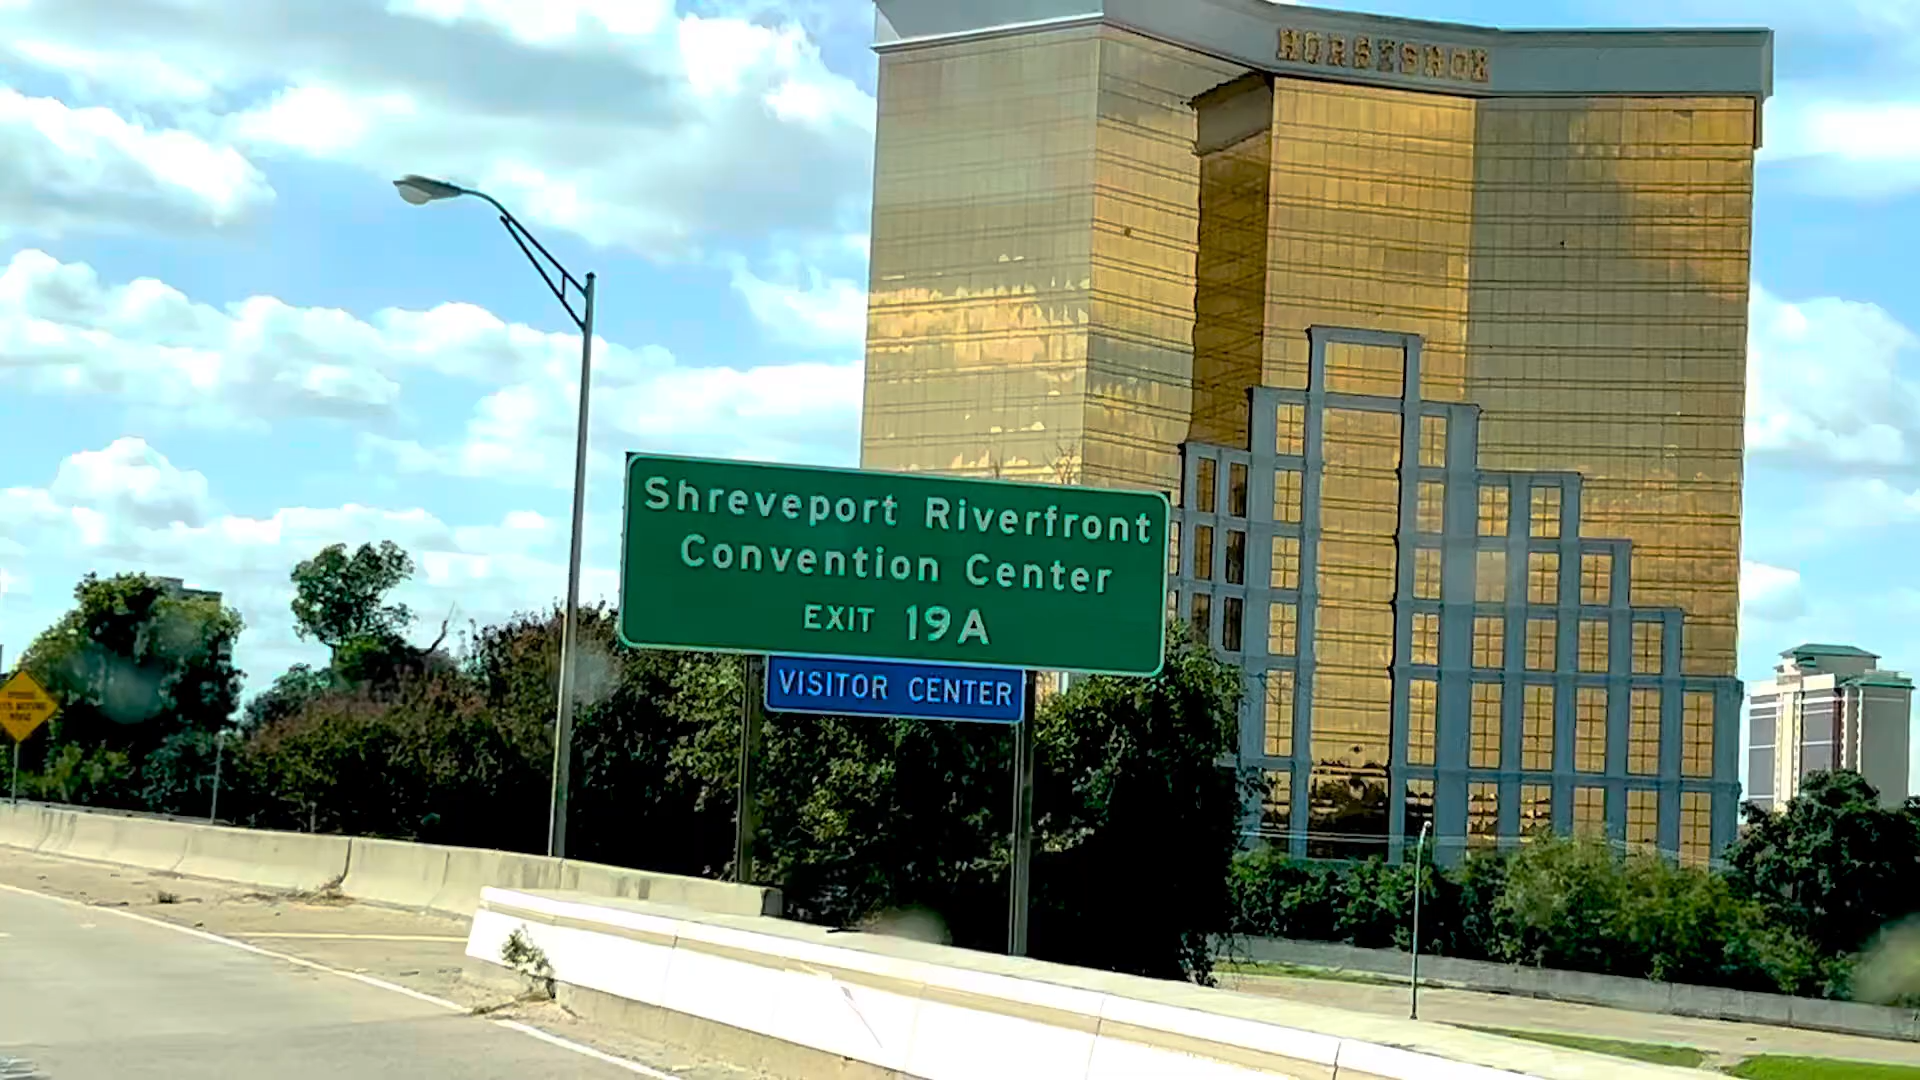 HORSESHOE
Shreveport Riverfront
Convention Center
EXIT 19A
VISITOR CENTER